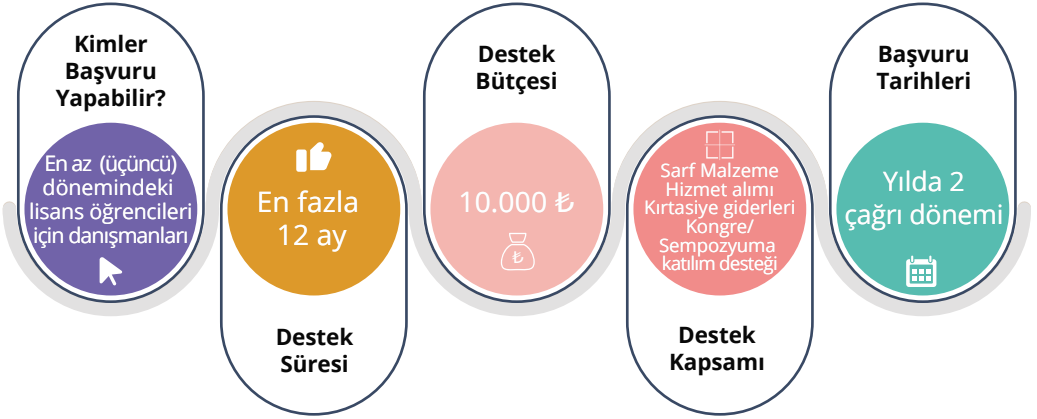 Kimler
Başvuru
Yapabilir?
En az (üçüncü)
dönemindeki
lisans öğrencileri
için danışmanları
En fazla
12 ay
Destek
Süresi
Destek
Bütçesi
10.000 ₺
₺
Sarf Malzeme
Hizmet alımı
Kırtasiye giderleri
Kongre/
Sempozyuma
katılım desteği
Destek
Kapsamı
Başvuru
Tarihleri
Yılda 2
çağrı dönemi